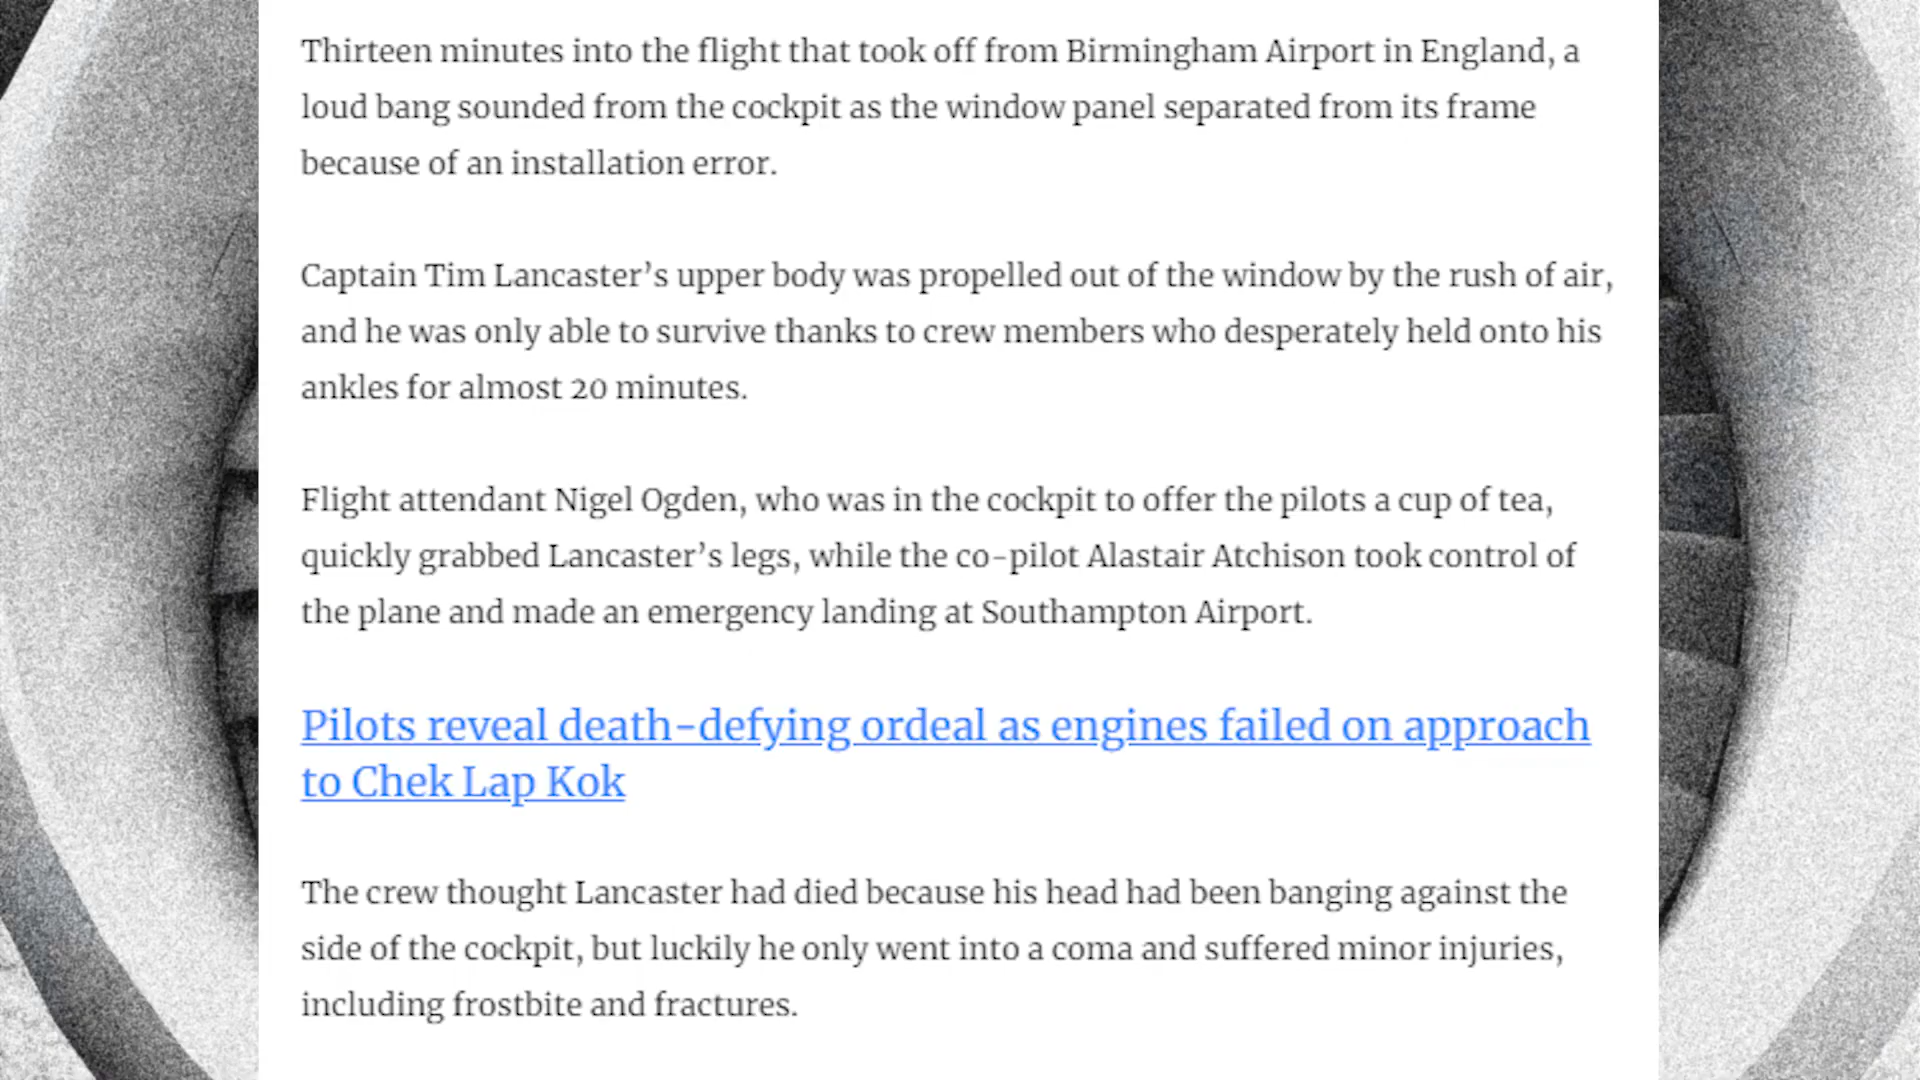 Thirteen minutes into the flight that took off from Birmingham Airport in England, a
loud bang sounded from the cockpit as the window panel separated from its frame
because of an installation error.
Captain Tim Lancaster’s upper body was propelled out of the window by the rush of air,
and he was only able to survive thanks to crew members who desperately held onto his
ankles for almost 20 minutes.
Flight attendant Nigel Ogden, who was in the cockpit to offer the pilots a cup of tea,
quickly grabbed Lancaster’s legs, while the co-pilot Alastair Atchison took control of
the plane and made an emergency landing at Southampton Airport.
Pilots reveal death-defying ordeal as engines failed on approach
to Chek Lap Kok
The crew thought Lancaster had died because his head had been banging against the
side of the cockpit, but luckily he only went into a coma and suffered minor injuries,
including frostbite and fractures.